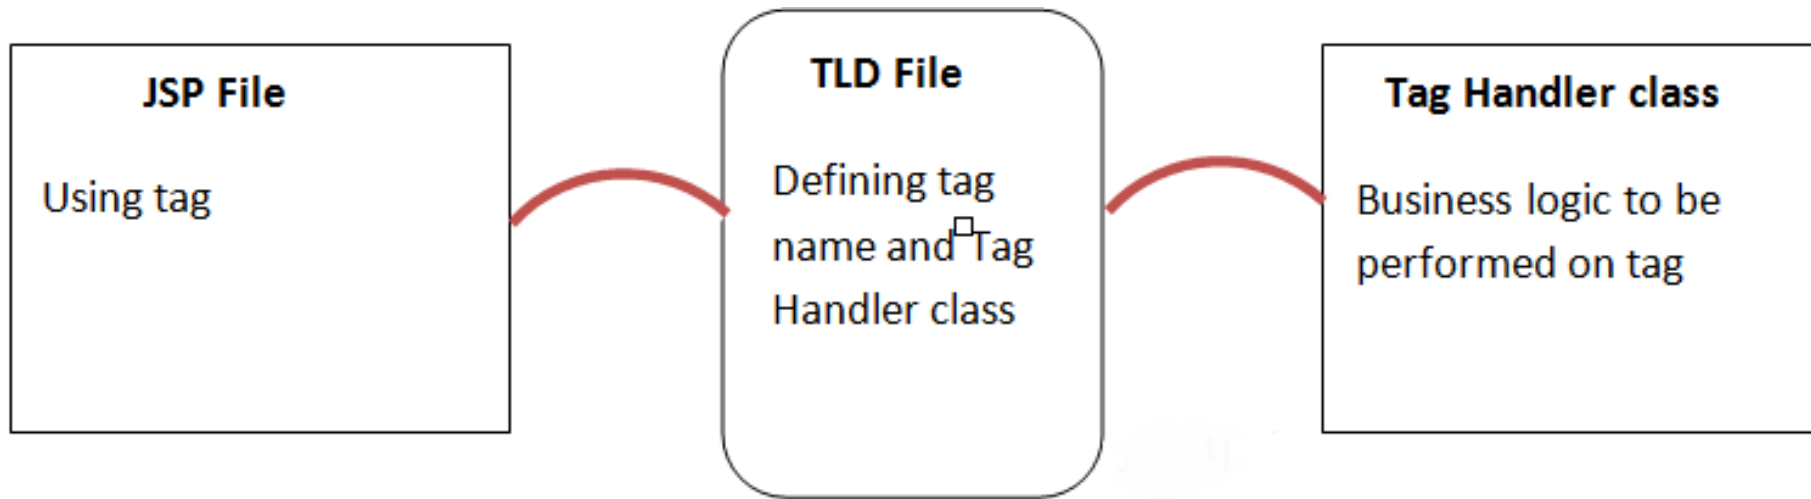 JSP File
Using tag
TLD File
Defining tag
name and Tag
Handler class
Tag Handler class
Business logic to be
performed on tag